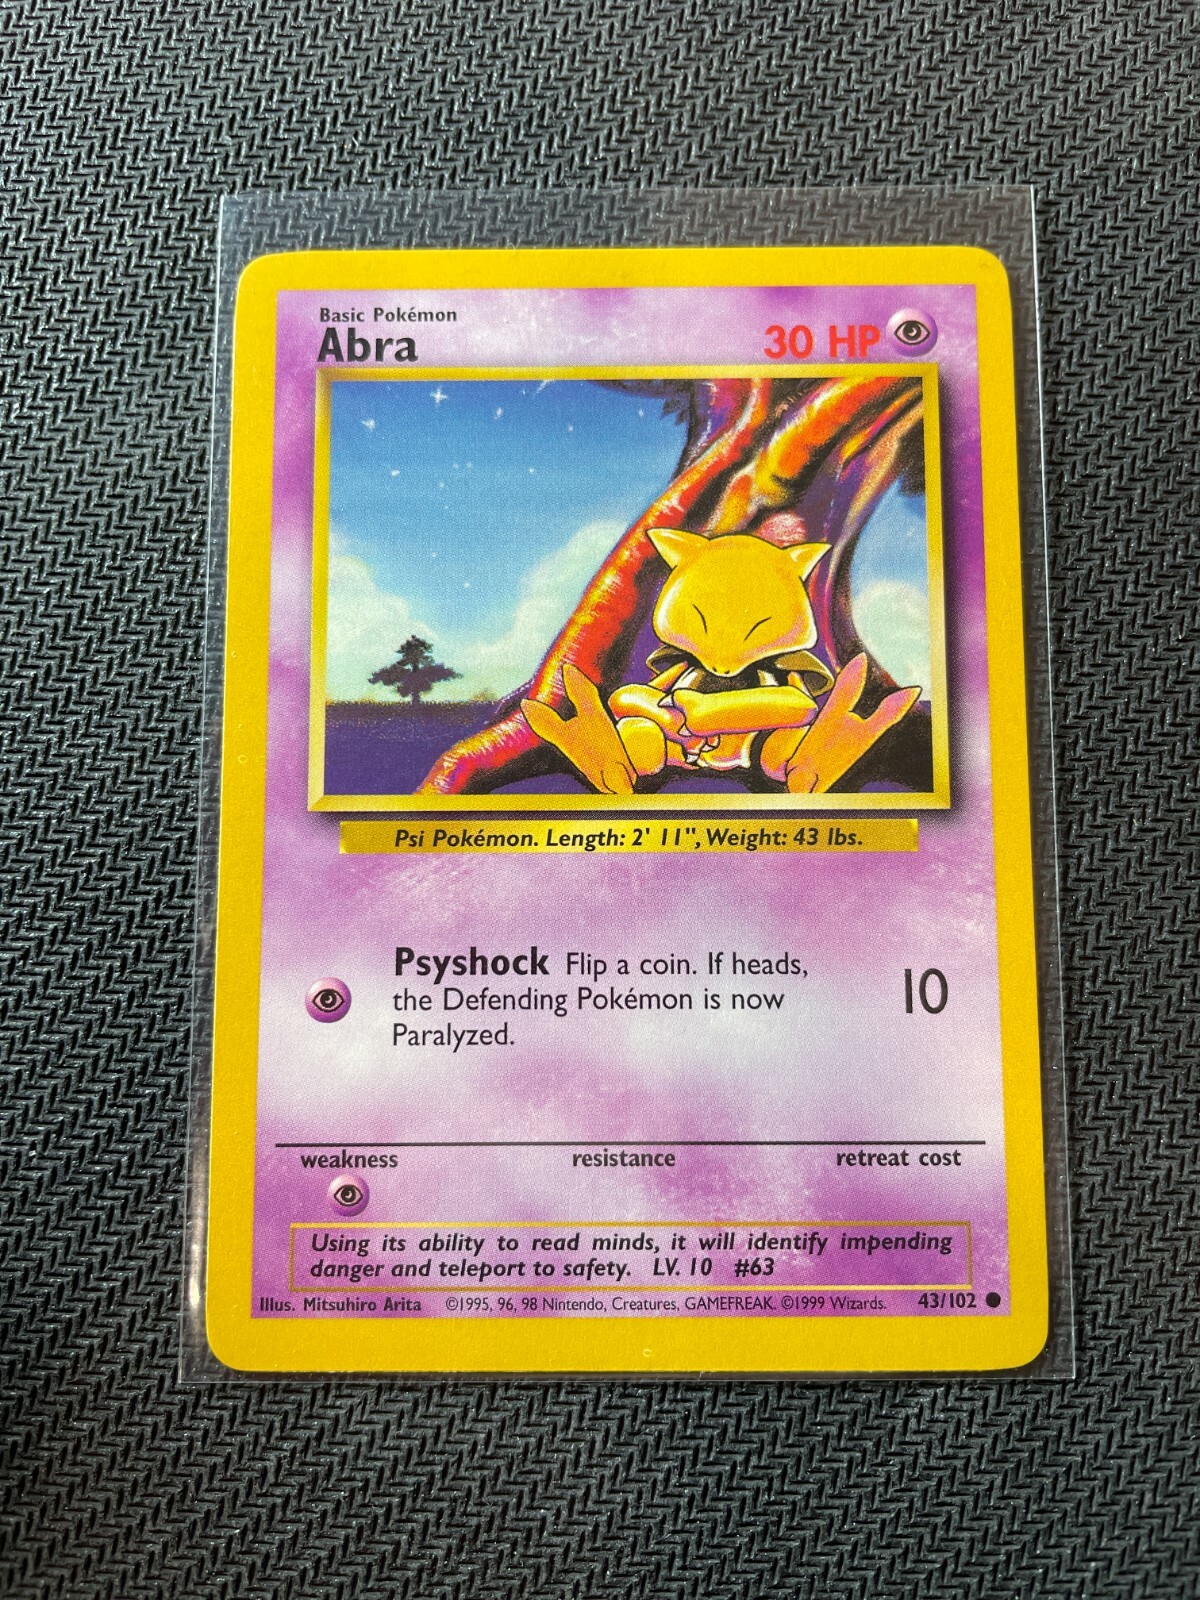 Basic Pokémon
Abra
30 HP
Psi Pokémon. Length: 2' 11", Weight: 43 lbs.
Psyshock Flip a coin. If heads,
the Defending Pokémon is now
Paralyzed.
10
weakness resistance retreat cost
Using its ability to read minds, it will identify impending
danger and teleport to safety. LV. 10 #63
Illus. Mitsuhiro Arita ©1995, 96, 98 Nintendo, Creatures, GAMEFREAK. ©1999 Wizards. 43/102